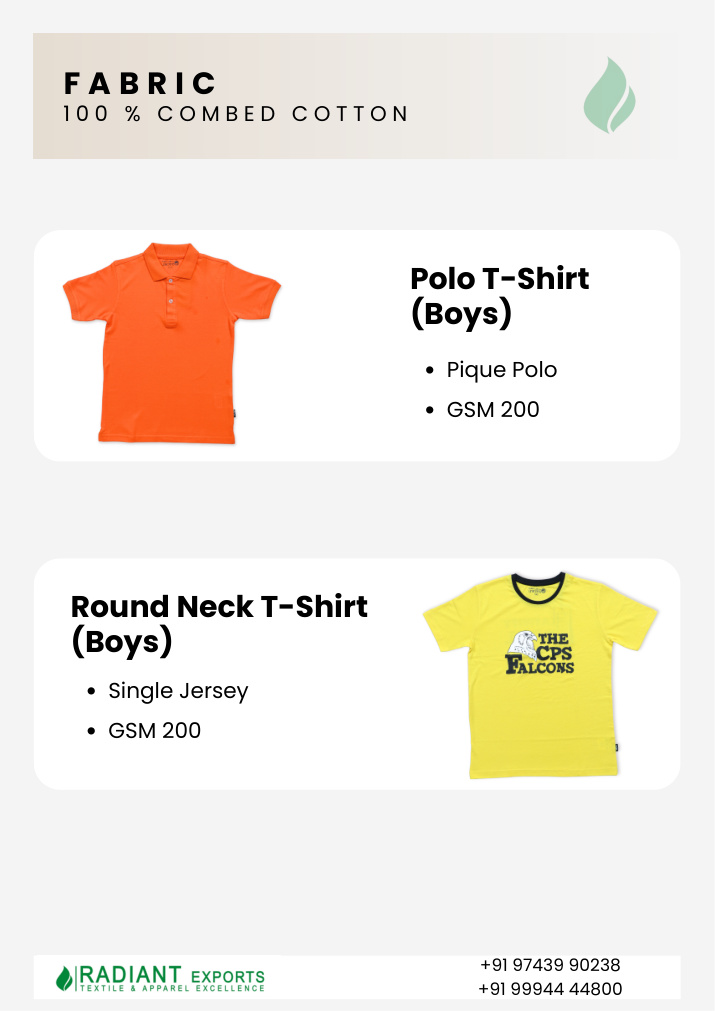 FABRIC
100 % COMBED COTTON
Polo T-Shirt
(Boys)
• Pique Polo
• GSM 200
Round Neck T-Shirt
(Boys)
• Single Jersey
• GSM 200
THE
CPS
FALCONS
RADIANT EXPORTS
TEXTILE & APPAREL EXCELLENCE
+91 97439 90238
+91 99944 44800